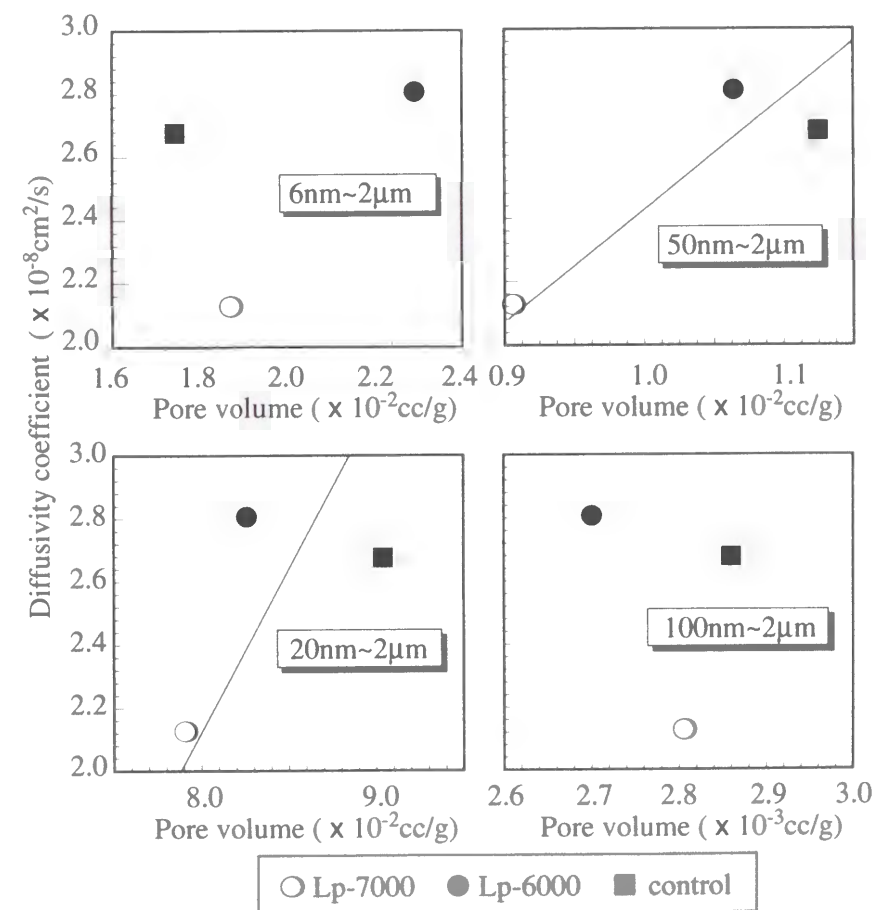 3.0
2.8
2.6
2.4
2.2
2.0
6nm~2μm
50nm~2μm
1.6 1.8 2.0 2.2 2.4 0.9 1.0 1.1
Pore volume ( x 10⁻²cc/g) Pore volume ( x 10⁻²cc/g)
Diffusivity coefficient ( x 10⁻⁸cm²/s)
3.0
2.8
2.6
2.4
2.2
2.0
20nm~2μm
100nm~2μm
8.0 9.0 2.6 2.7 2.8 2.9 3.0
Pore volume ( x 10⁻²cc/g) Pore volume ( x 10⁻³cc/g)
Lp-7000 Lp-6000 control